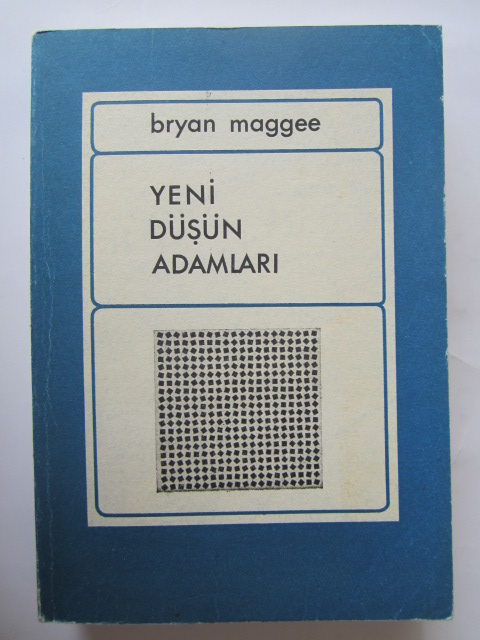 bryan maggee
YENİ
DÜŞÜN
ADAMLARI